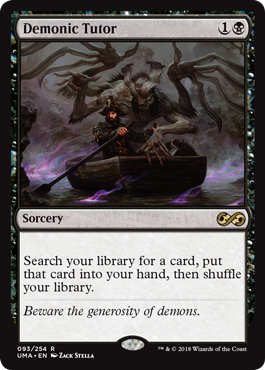 Demonic Tutor 1
Sorcery
Search your library for a card, put
that card into your hand, then shuffle
your library.
Beware the generosity of demons.
093/254 R
UMA • EN ZACK STELLA
™ & © 2018 Wizards of the Coast